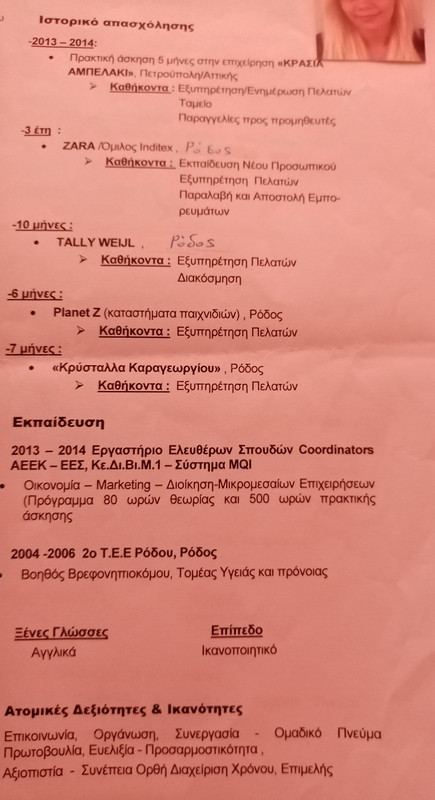 Ιστορικό απασχόλησης
-2013 – 2014:
• Πρακτική άσκηση 5 μήνες στην επιχείρηση «ΚΡΑΣΙΑ
ΑΜΠΕΛΑΚΙ», Πετρούπολη/Αττικής
➢ Καθήκοντα : Εξυπηρέτηση/Ενημέρωση Πελατών
Ταμείο
Παραγγελίες προς προμηθευτές
-3 έτη :
• ZARA /Όμιλος Inditex , Ρόδος
➢ Καθήκοντα : Εκπαίδευση Νέου Προσωπικού
Εξυπηρέτηση Πελατών
Παραλαβή και Αποστολή Εμπο-
ρευμάτων
-10 μήνες :
• TALLY WEIJL , Ρόδος
➢ Καθήκοντα : Εξυπηρέτηση Πελατών
Διακόσμηση
-6 μήνες :
• Planet Z (καταστήματα παιχνιδιών) , Ρόδος
➢ Καθήκοντα : Εξυπηρέτηση Πελατών
-7 μήνες :
• «Κρύσταλλα Καραγεωργίου» , Ρόδος
➢ Καθήκοντα : Εξυπηρέτηση Πελατών
Εκπαίδευση
2013 – 2014 Εργαστήριο Ελευθέρων Σπουδών Coordinators
ΑΕΕΚ – ΕΕΣ, Κε.Δι.Βι.Μ.1 – Σύστημα MQI
• Οικονομία – Marketing – Διοίκηση-Μικρομεσαίων Επιχειρήσεων
(Πρόγραμμα 80 ωρών θεωρίας και 500 ωρών πρακτικής
άσκησης
2004 -2006 2ο Τ.Ε.Ε Ρόδου, Ρόδος
• Βοηθός Βρεφονηπιοκόμου, Τομέας Υγειάς και πρόνοιας
Ξένες Γλώσσες Επίπεδο
Αγγλικά Ικανοποιητικό
Ατομικές Δεξιότητες & Ικανότητες
Επικοινωνία, Οργάνωση, Συνεργασία - Ομαδικό Πνεύμα
Πρωτοβουλία, Ευελιξία - Προσαρμοστικότητα ,
Αξιοπιστία - Συνέπεια Ορθή Διαχείριση Χρόνου, Επιμελής